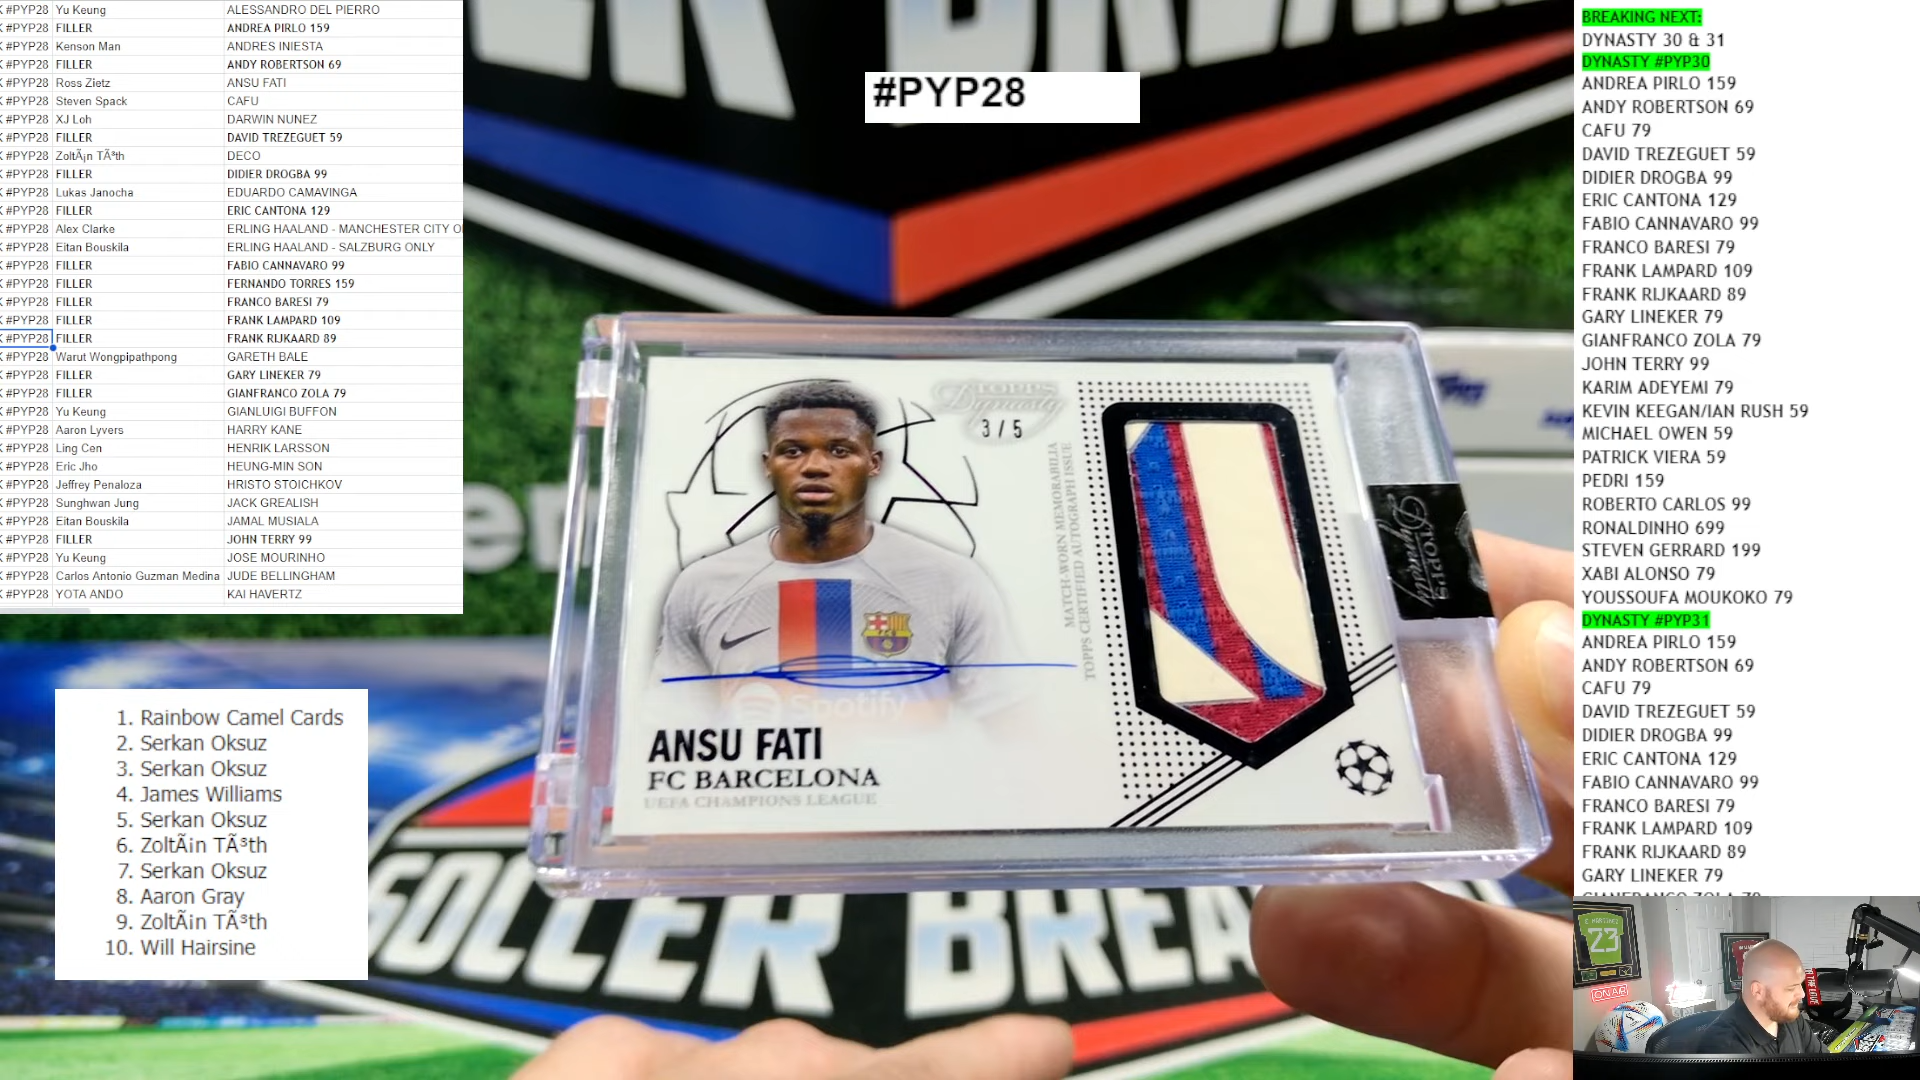 K #PYP28 Yu Keung ALESSANDRO DEL PIERRO
K #PYP28 FILLER ANDREA PIRLO 159
K #PYP28 Kenson Man ANDRES INIESTA
K #PYP28 FILLER ANDY ROBERTSON 69
K #PYP28 Ross Zietz ANSU FATI
K #PYP28 Steven Spack CAFU
K #PYP28 XJ Loh DARWIN NUNEZ
K #PYP28 FILLER DAVID TREZEGUET 59
K #PYP28 ZoltÃ¡n TÃ³th DECO
K #PYP28 FILLER DIDIER DROGBA 99
K #PYP28 Lukas Janocha EDUARDO CAMAVINGA
K #PYP28 FILLER ERIC CANTONA 129
K #PYP28 Alex Clarke ERLING HAALAND - MANCHESTER CITY O
K #PYP28 Eitan Bouskila ERLING HAALAND - SALZBURG ONLY
K #PYP28 FILLER FABIO CANNAVARO 99
K #PYP28 FILLER FERNANDO TORRES 159
K #PYP28 FILLER FRANCO BARESI 79
K #PYP28 FILLER FRANK LAMPARD 109
K #PYP28 FILLER FRANK RIJKAARD 89
K #PYP28 Warut Wongpipathpong GARETH BALE
K #PYP28 FILLER GARY LINEKER 79
K #PYP28 FILLER GIANFRANCO ZOLA 79
K #PYP28 Yu Keung GIANLUIGI BUFFON
K #PYP28 Aaron Lyvers HARRY KANE
K #PYP28 Ling Cen HENRIK LARSSON
K #PYP28 Eric Jho HEUNG-MIN SON
K #PYP28 Jeffrey Penaloza HRISTO STOICHKOV
K #PYP28 Sunghwan Jung JACK GREALISH
K #PYP28 Eitan Bouskila JAMAL MUSIALA
K #PYP28 FILLER JOHN TERRY 99
K #PYP28 Yu Keung JOSE MOURINHO
K #PYP28 Carlos Antonio Guzman Medina JUDE BELLINGHAM
K #PYP28 YOTA ANDO KAI HAVERTZ
1. Rainbow Camel Cards
2. Serkan Oksuz
3. Serkan Oksuz
4. James Williams
5. Serkan Oksuz
6. ZoltÃ¡n TÃ³th
7. Serkan Oksuz
8. Aaron Gray
9. ZoltÃ¡n TÃ³th
10. Will Hairsine
#PYP28
TOPPS
Dynasty
3/5
MATCH-WORN MEMORABILIA
TOPPS CERTIFIED AUTOGRAPH ISSUE
Spotify
ANSU FATI
FC BARCELONA
UEFA CHAMPIONS LEAGUE
TOPPS
Dynasty
SOCCER BREA
BREAKING NEXT:
DYNASTY 30 & 31
DYNASTY #PYP30
ANDREA PIRLO 159
ANDY ROBERTSON 69
CAFU 79
DAVID TREZEGUET 59
DIDIER DROGBA 99
ERIC CANTONA 129
FABIO CANNAVARO 99
FRANCO BARESI 79
FRANK LAMPARD 109
FRANK RIJKAARD 89
GARY LINEKER 79
GIANFRANCO ZOLA 79
JOHN TERRY 99
KARIM ADEYEMI 79
KEVIN KEEGAN/IAN RUSH 59
MICHAEL OWEN 59
PATRICK VIERA 59
PEDRI 159
ROBERTO CARLOS 99
RONALDINHO 699
STEVEN GERRARD 199
XABI ALONSO 79
YOUSSOUFA MOUKOKO 79
DYNASTY #PYP31
ANDREA PIRLO 159
ANDY ROBERTSON 69
CAFU 79
DAVID TREZEGUET 59
DIDIER DROGBA 99
ERIC CANTONA 129
FABIO CANNAVARO 99
FRANCO BARESI 79
FRANK LAMPARD 109
FRANK RIJKAARD 89
GARY LINEKER 79
GIANFRANCO ZOLA 79
23
ON AIR